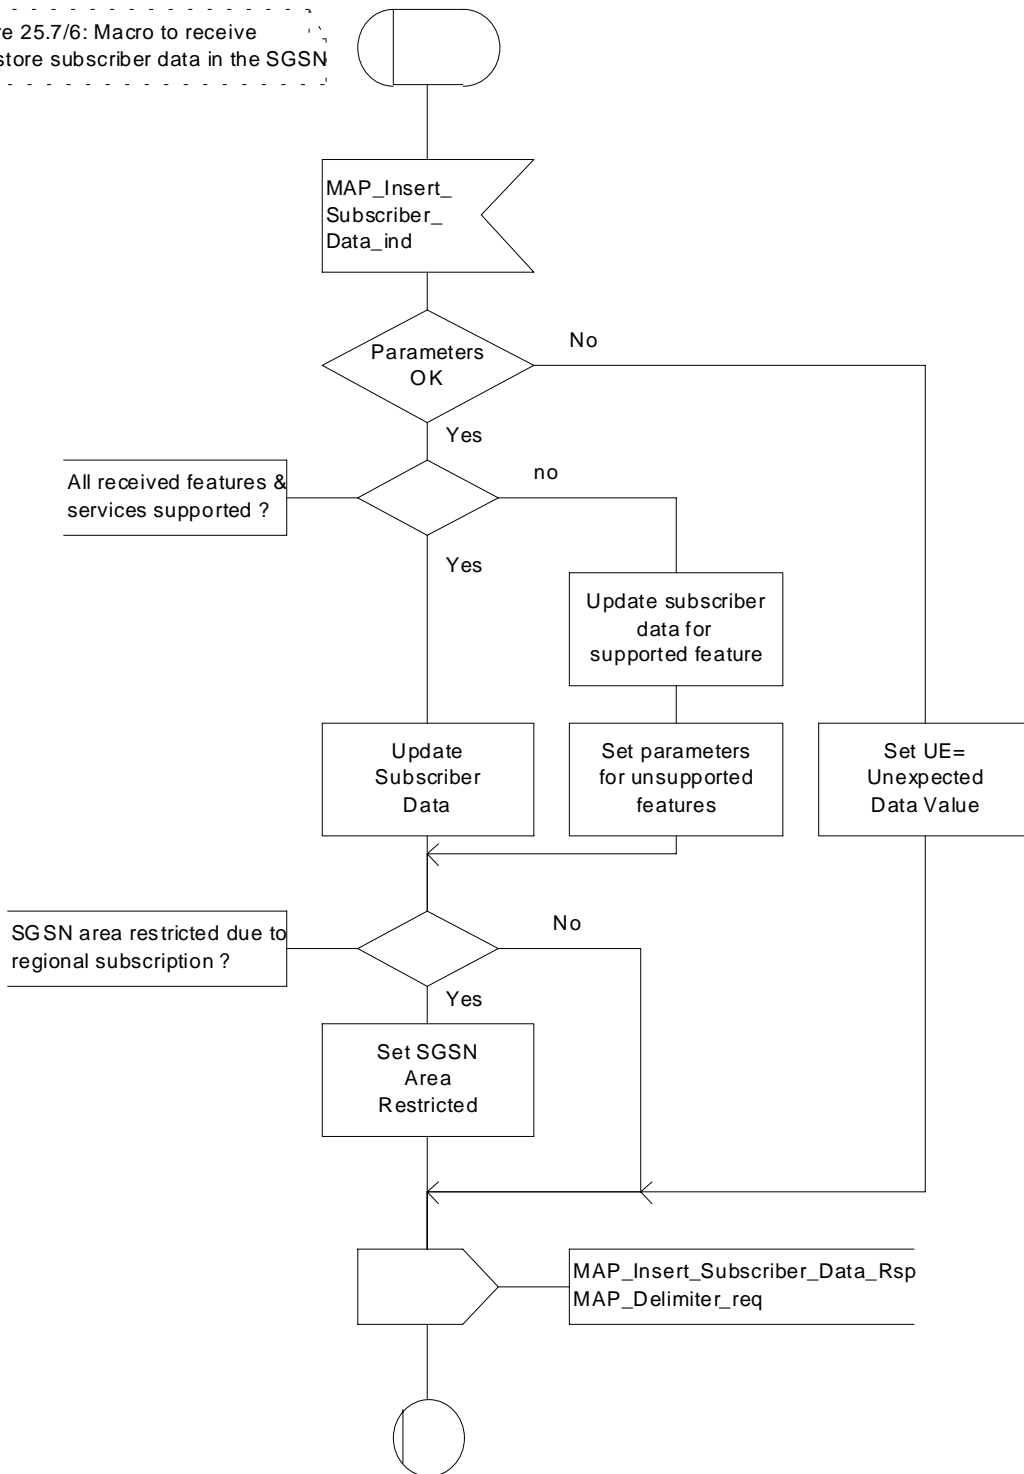 25.7/6: Macro to receive
store subscriber data in the SGSN
MAP_Insert_
Subscriber_
Data_ind
Parameters
OK
No
Yes
All received features &
services supported ?
no
Yes
Update subscriber
data for
supported feature
Update
Subscriber
Data
Set parameters
for unsupported
features
Set UE=
Unexpected
Data Value
SGSN area restricted due to
regional subscription ?
No
Yes
Set SGSN
Area
Restricted
MAP_Insert_Subscriber_Data_Rsp
MAP_Delimiter_req